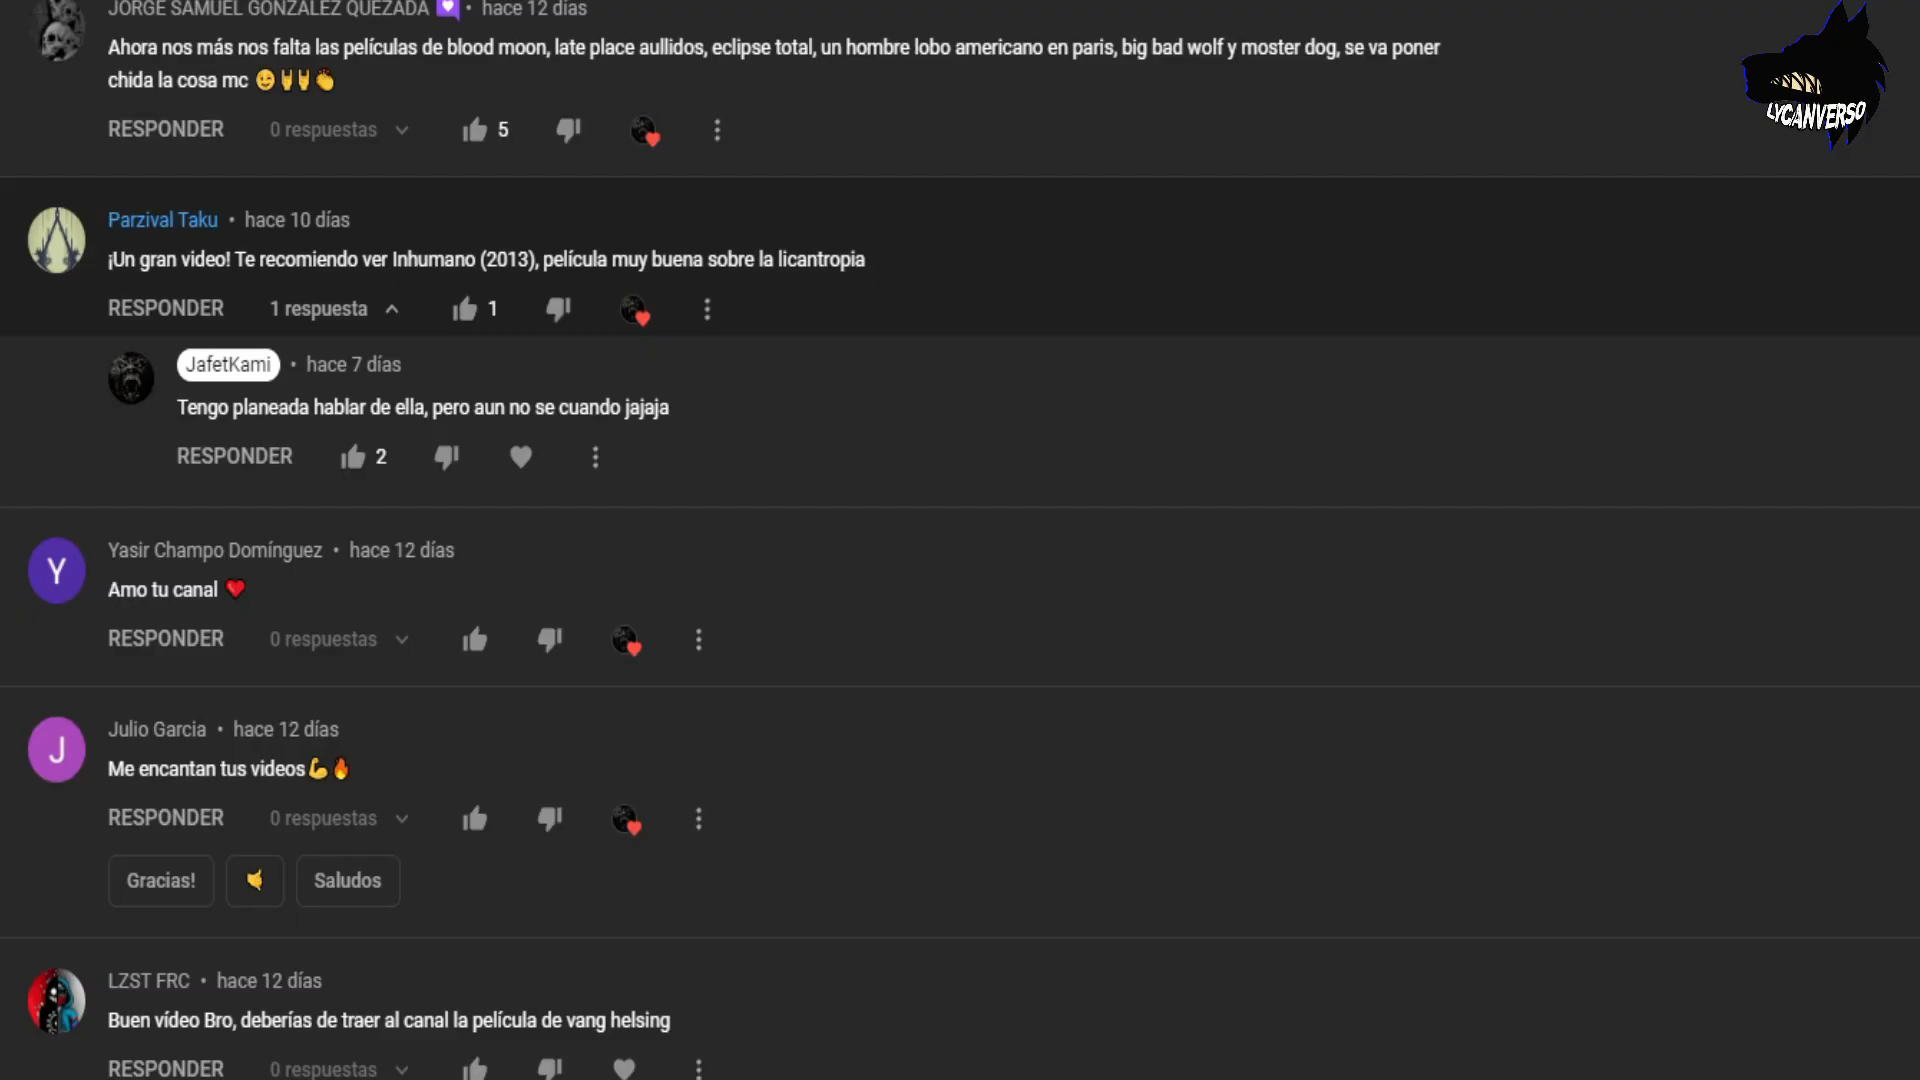 JORGE SAMUEL GONZÁLEZ QUEZADA • hace 12 días
LYCANVERSO
Ahora nos más nos falta las películas de blood moon, late place aullidos, eclipse total, un hombre lobo americano en paris, big bad wolf y moster dog, se va poner
chida la cosa mc 😉🤘🤘👏
RESPONDER 0 respuestas 5
Parzival Taku • hace 10 días
¡Un gran video! Te recomiendo ver Inhumano (2013), película muy buena sobre la licantropia
RESPONDER 1 respuesta 1
JafetKami • hace 7 días
Tengo planeada hablar de ella, pero aun no se cuando jajaja
RESPONDER 2
Y
Yasir Champo Domínguez • hace 12 días
Amo tu canal ❤️
RESPONDER 0 respuestas
J
Julio Garcia • hace 12 días
Me encantan tus videos💪🔥
RESPONDER 0 respuestas
Gracias! 🤙 Saludos
LZST FRC • hace 12 días
Buen vídeo Bro, deberías de traer al canal la película de vang helsing
RESPONDER 0 respuestas